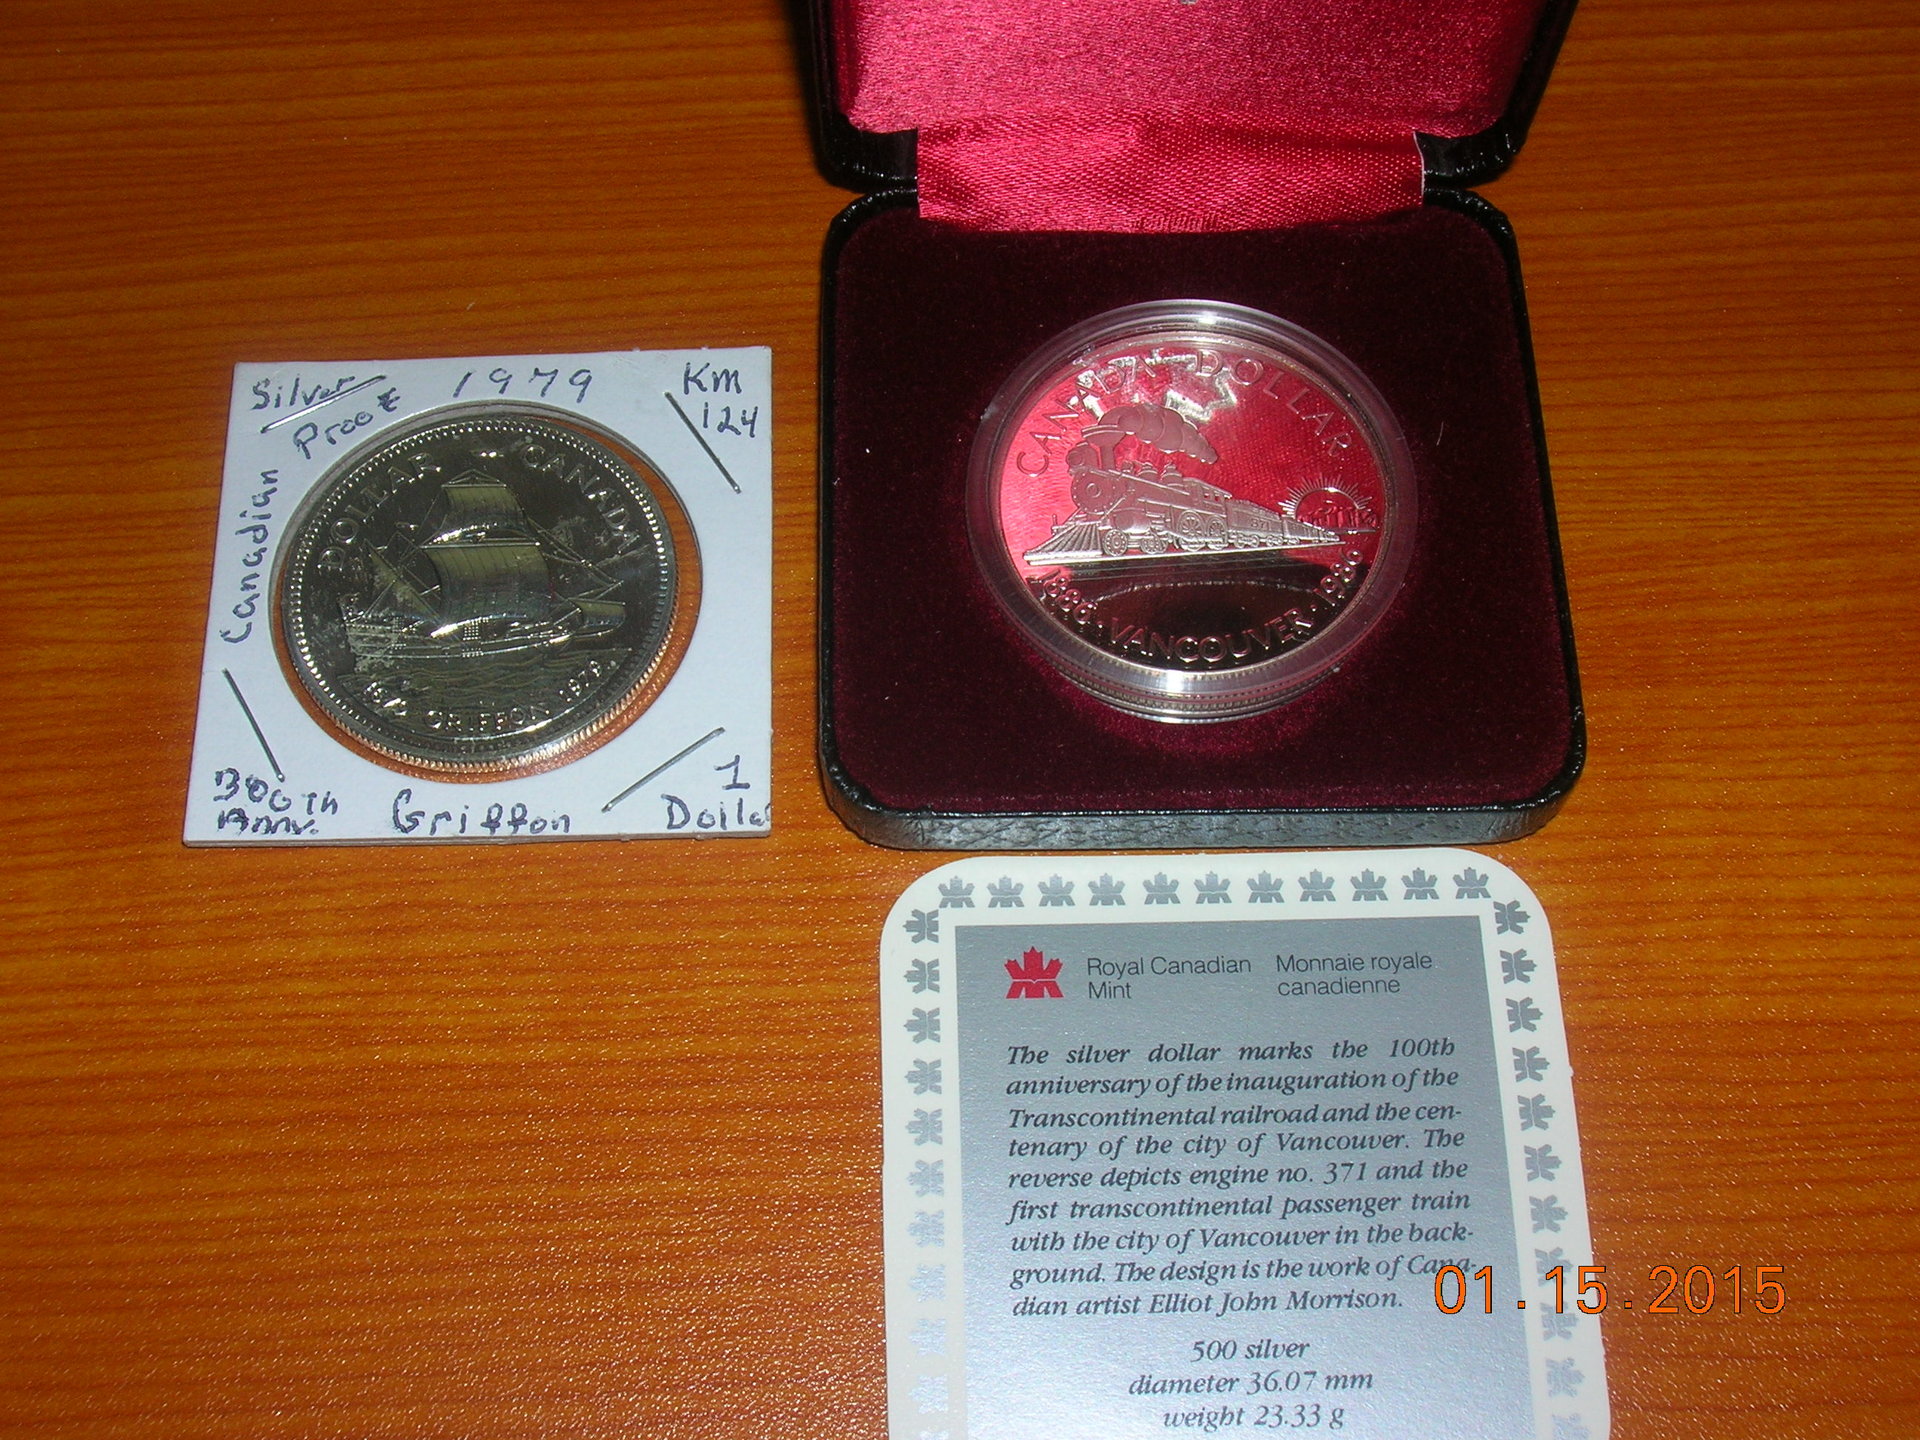 Silver
Proof
1979
Km
124
Canadian
DOLLAR - CANADA
GRIFFON 1979
300th
Anny.
Griffon
1
Dolla
CANADA DOLLAR
371
1886 · VANCOUVER · 1986
Royal Canadian
Mint
Monnaie royale
canadienne
The silver dollar marks the 100th
anniversary of the inauguration of the
Transcontinental railroad and the cen-
tenary of the city of Vancouver. The
reverse depicts engine no. 371 and the
first transcontinental passenger train
with the city of Vancouver in the back-
ground. The design is the work of Cana-
dian artist Elliot John Morrison.
500 silver
diameter 36.07 mm
weight 23.33 g
01.15.2015